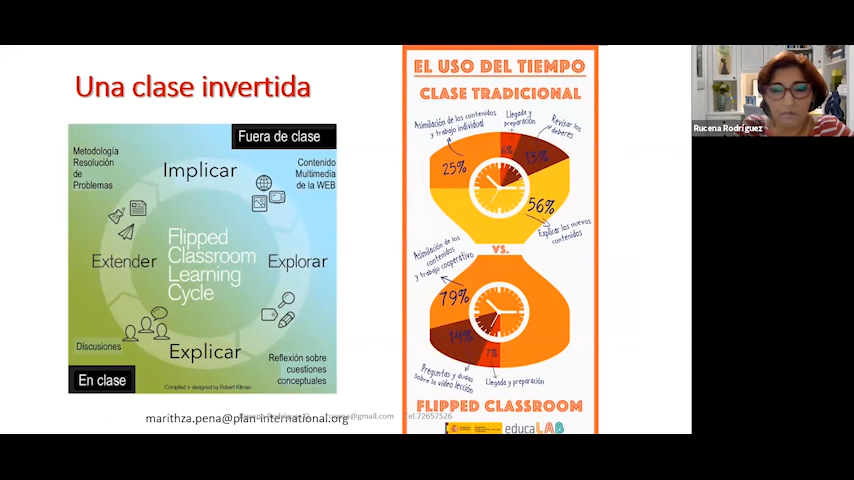 Una clase invertida
Fuera de clase
Metodología
Resolución
de
Problemas
Implicar
Contenido
Multimedia
de la WEB
Flipped
Classroom
Learning
Cycle
Extender
Explorar
Discusiones
Explicar
Reflexión sobre
cuestiones
conceptuales
En clase
Compiled + designed by Robert Kilman
marithza.pena@plan-international.org
@gmail.com
Tel.72657526
EL USO DEL TIEMPO
CLASE TRADICIONAL
Asimilación de los contenidos
y trabajo individual
Llegada y
preparación
Revisar los
deberes
25%
6%
13%
56%
Explicar los nuevos
contenidos
VS.
Asimilación de los
contenidos
y trabajo cooperativo
79%
14%
7%
Preguntas y dudas
sobre la vídeo lección
Llegada y preparación
FLIPPED CLASSROOM
educaLAB
Rucena Rodríguez